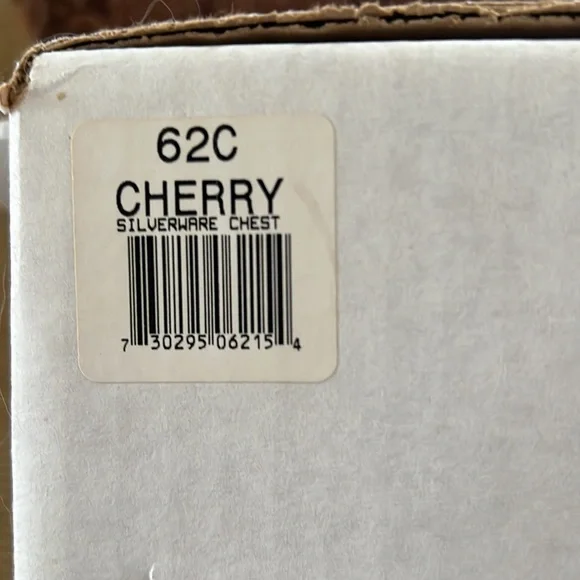 62C
CHERRY
SILVERWARE CHEST
7 30295 06215 4